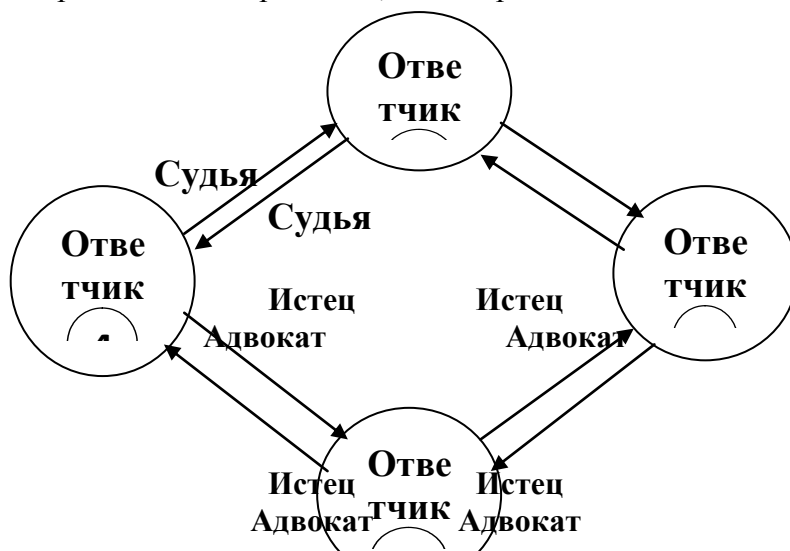 Отве
тчик
Судья
Судья
Отве
тчик
Отве
тчик
Истец
Адвокат
Истец
Адвокат
Отве
тчик
Истец
Адвокат
Истец
Адвокат